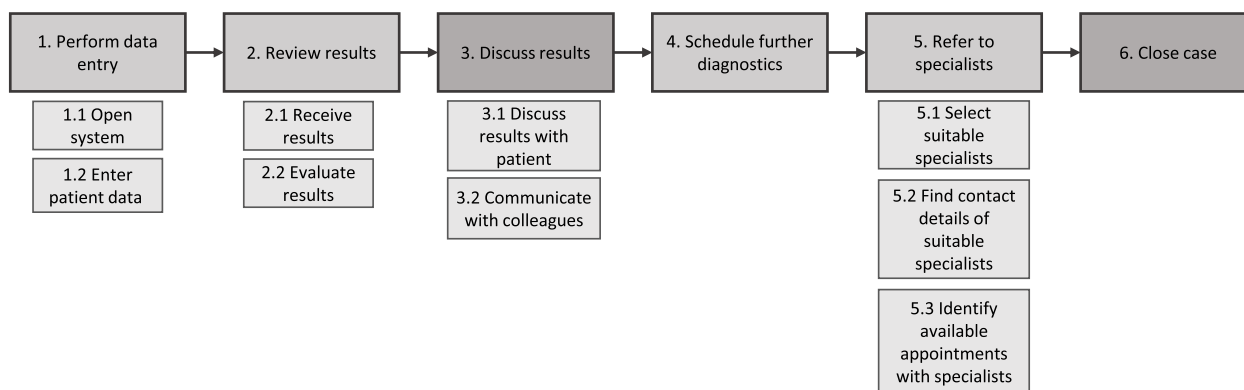 1. Perform data
entry
2. Review results
3. Discuss results
4. Schedule further
diagnostics
5. Refer to
specialists
6. Close case
1.1 Open
system
1.2 Enter
patient data
2.1 Receive
results
2.2 Evaluate
results
3.1 Discuss
results with
patient
3.2 Communicate
with colleagues
5.1 Select
suitable
specialists
5.2 Find contact
details of
suitable
specialists
5.3 Identify
available
appointments
with specialists